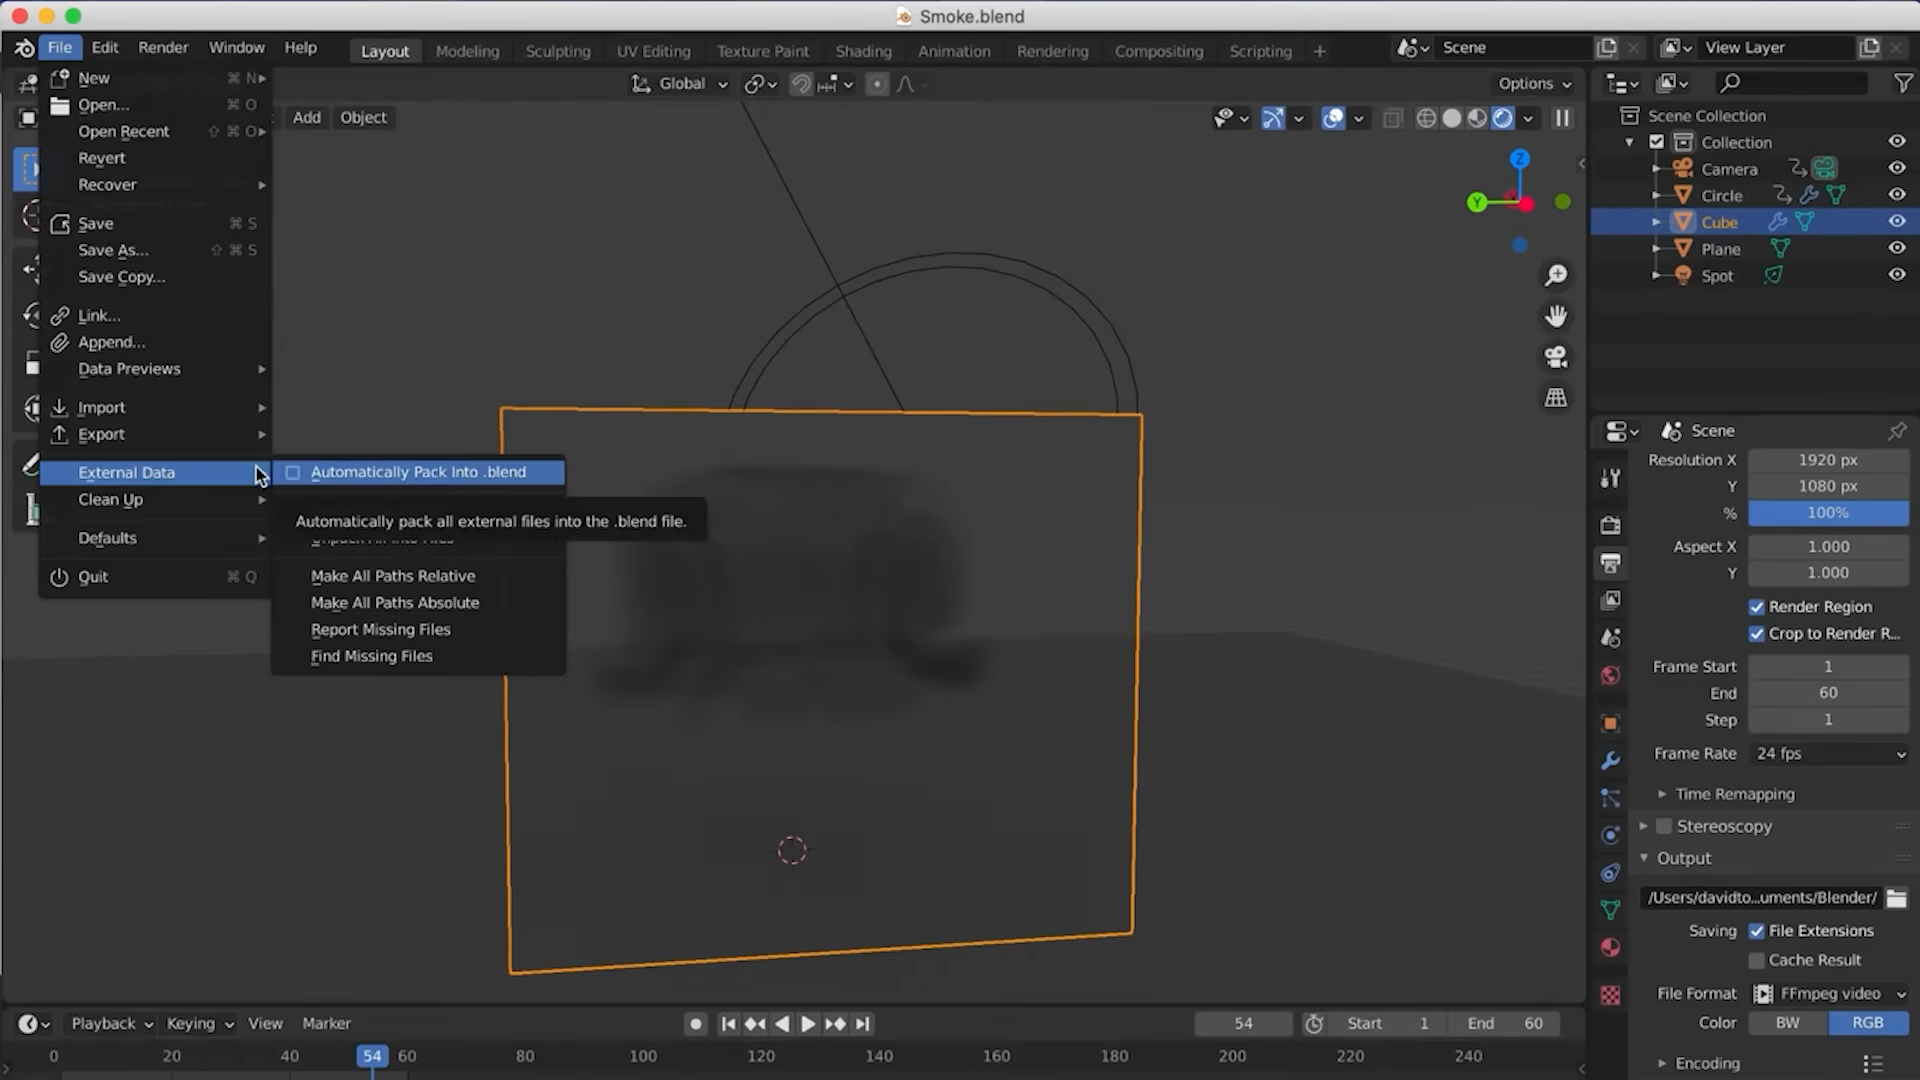 Smoke.blend
File Edit Render Window Help Layout Modeling Sculpting UV Editing Texture Paint Shading Animation Rendering Compositing Scripting + Scene View Layer
New ⌘ N
Open... ⌘ O
Open Recent ⇧ ⌘ O
Revert
Recover
Save ⌘ S
Save As... ⇧ ⌘ S
Save Copy...
Link...
Append...
Data Previews
Import
Export
External Data
Clean Up
Defaults
Quit ⌘ Q
Automatically Pack Into .blend
Automatically pack all external files into the .blend file.
Unpack All Into Files
Make All Paths Relative
Make All Paths Absolute
Report Missing Files
Find Missing Files
Global
Options
Add Object
Z
Y
Scene Collection
Collection
Camera
Circle
Cube
Plane
Spot
Scene
Resolution X 1920 px
Y 1080 px
% 100%
Aspect X 1.000
Y 1.000
Render Region
Crop to Render R...
Frame Start 1
End 60
Step 1
Frame Rate 24 fps
Time Remapping
Stereoscopy
Output
/Users/davidto...uments/Blender/
Saving File Extensions
Cache Result
File Format FFmpeg video
Color BW RGB
Encoding
Playback Keying View Marker 54 Start 1 End 60
0 20 40 54 60 80 100 120 140 160 180 200 220 240